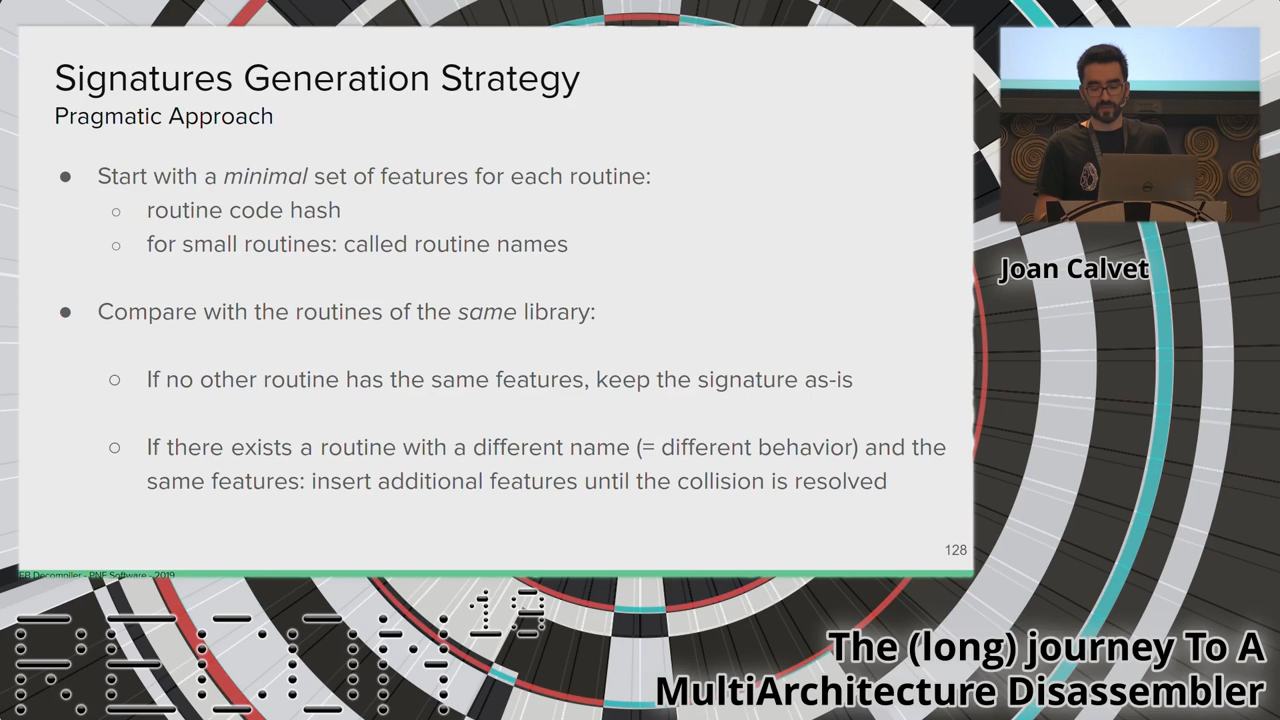 Signatures Generation Strategy
Pragmatic Approach
● Start with a minimal set of features for each routine:
○ routine code hash
○ for small routines: called routine names
● Compare with the routines of the same library:
○ If no other routine has the same features, keep the signature as-is
○ If there exists a routine with a different name (= different behavior) and the
same features: insert additional features until the collision is resolved
128
Decompiler - PNF Software - 2019
Joan Calvet
RECON
19
The (long) journey To A
MultiArchitecture Disassembler